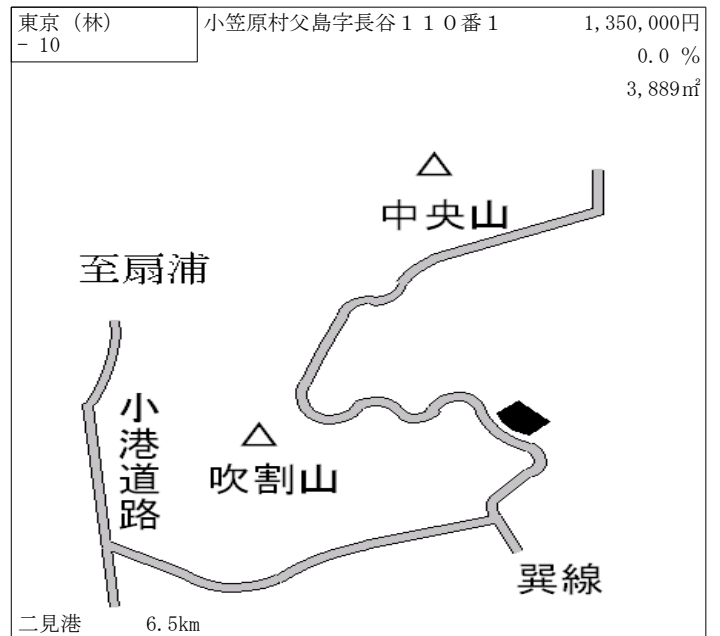 東京（林）
－ 10
小笠原村父島字長谷１１０番１
1,350,000円
0.0 ％
3,889㎡
中央山
至扇浦
小港道路
吹割山
巽線
二見港 6.5km